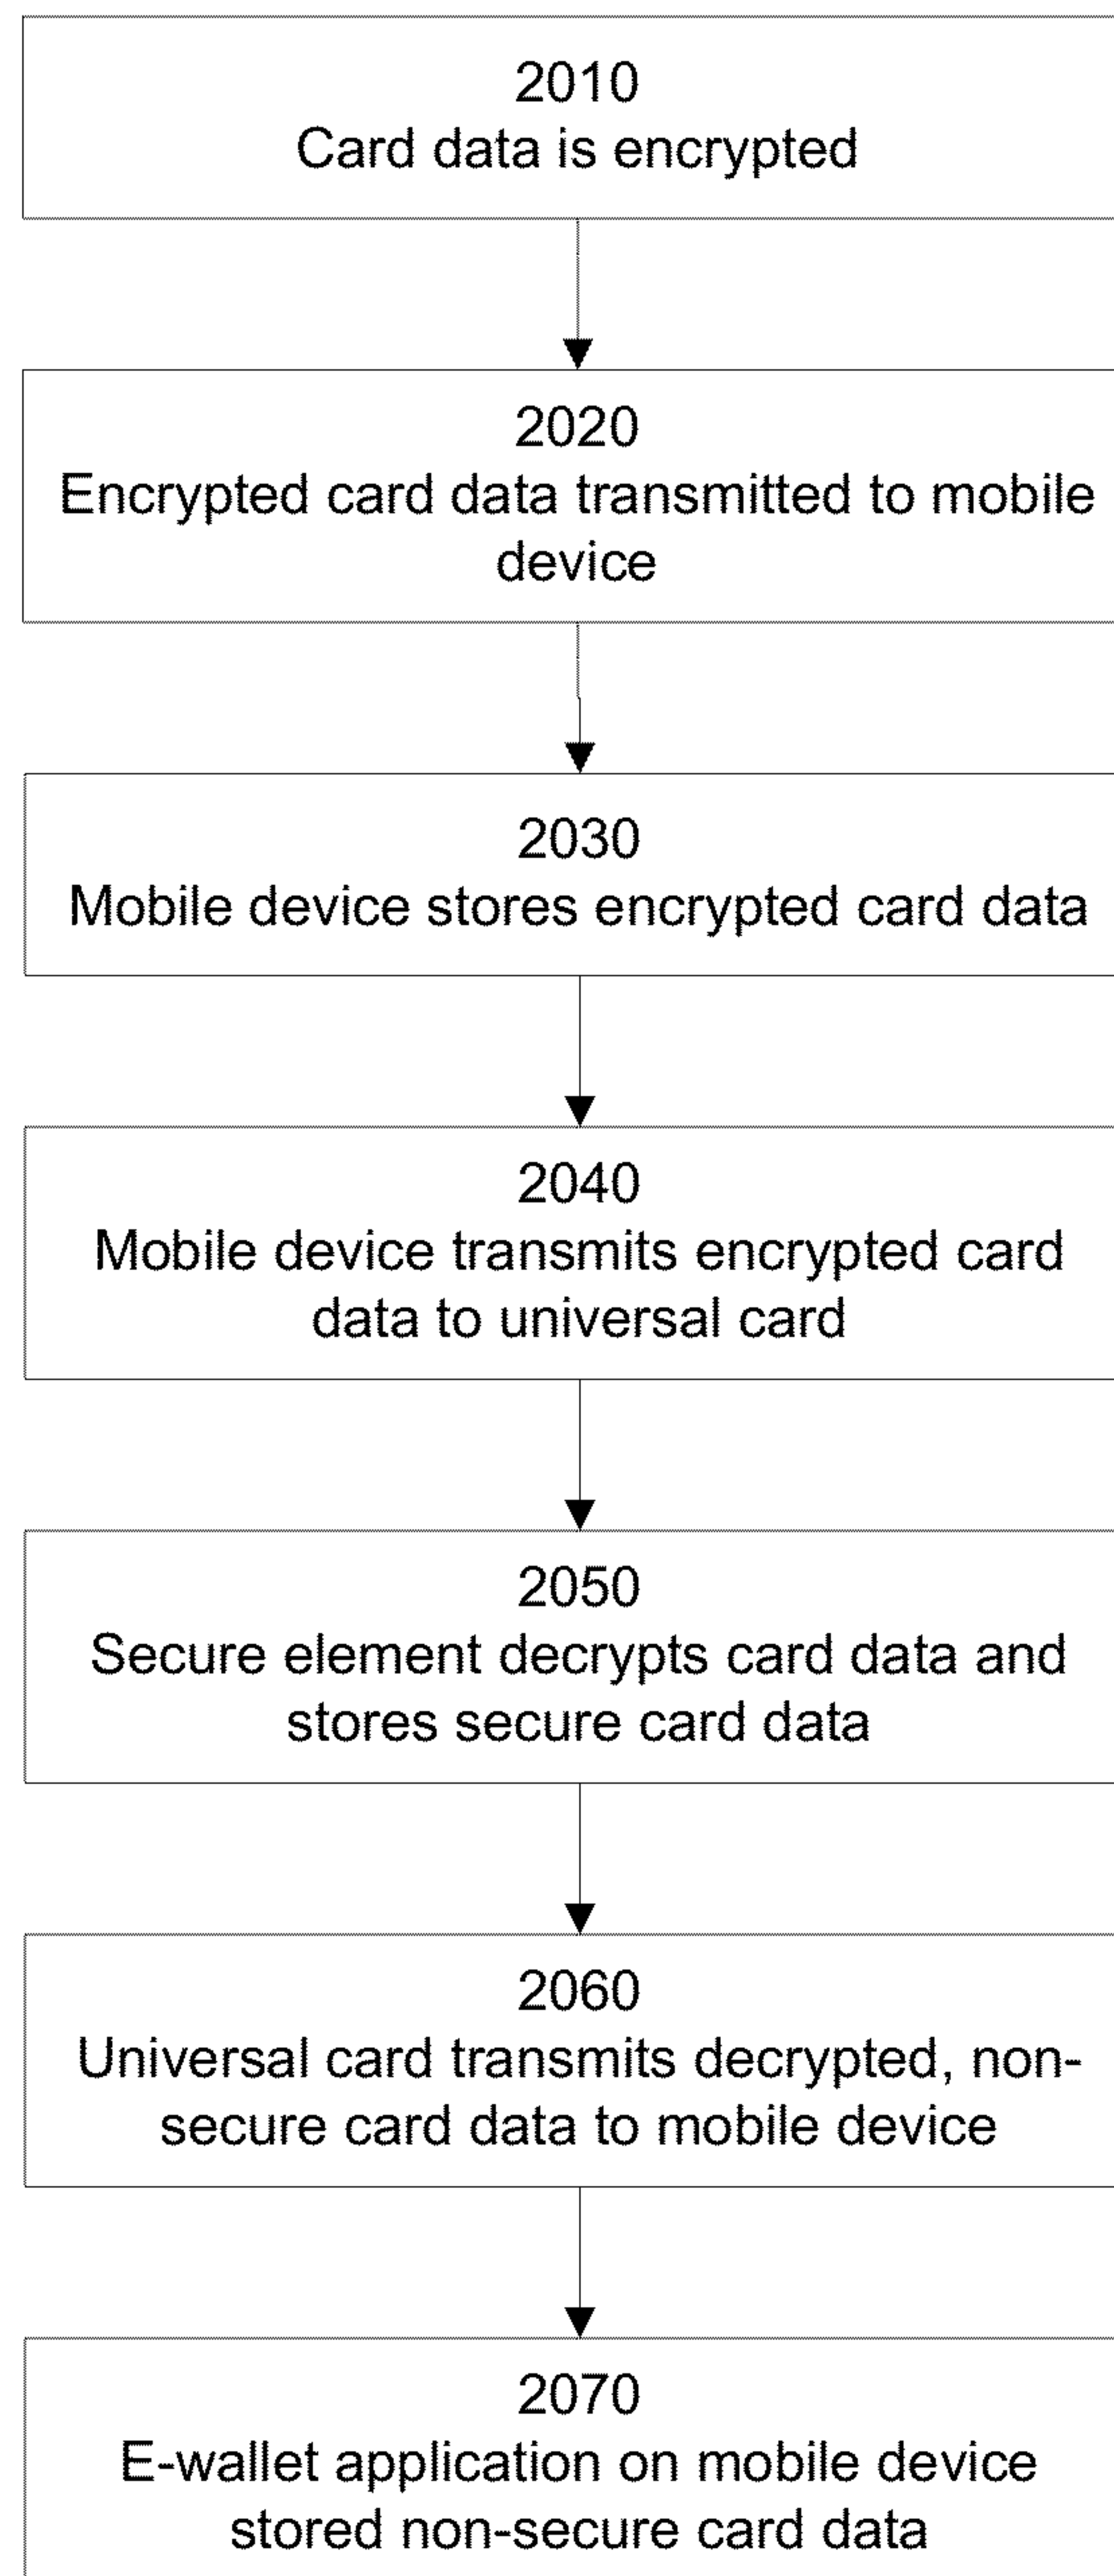 2010
Card data is encrypted
2020
Encrypted card data transmitted to mobile
device
2030
Mobile device stores encrypted card data
2040
Mobile device transmits encrypted card
data to universal card
2050
Secure element decrypts card data and
stores secure card data
2060
Universal card transmits decrypted, non-
secure card data to mobile device
2070
E-wallet application on mobile device
stored non-secure card data